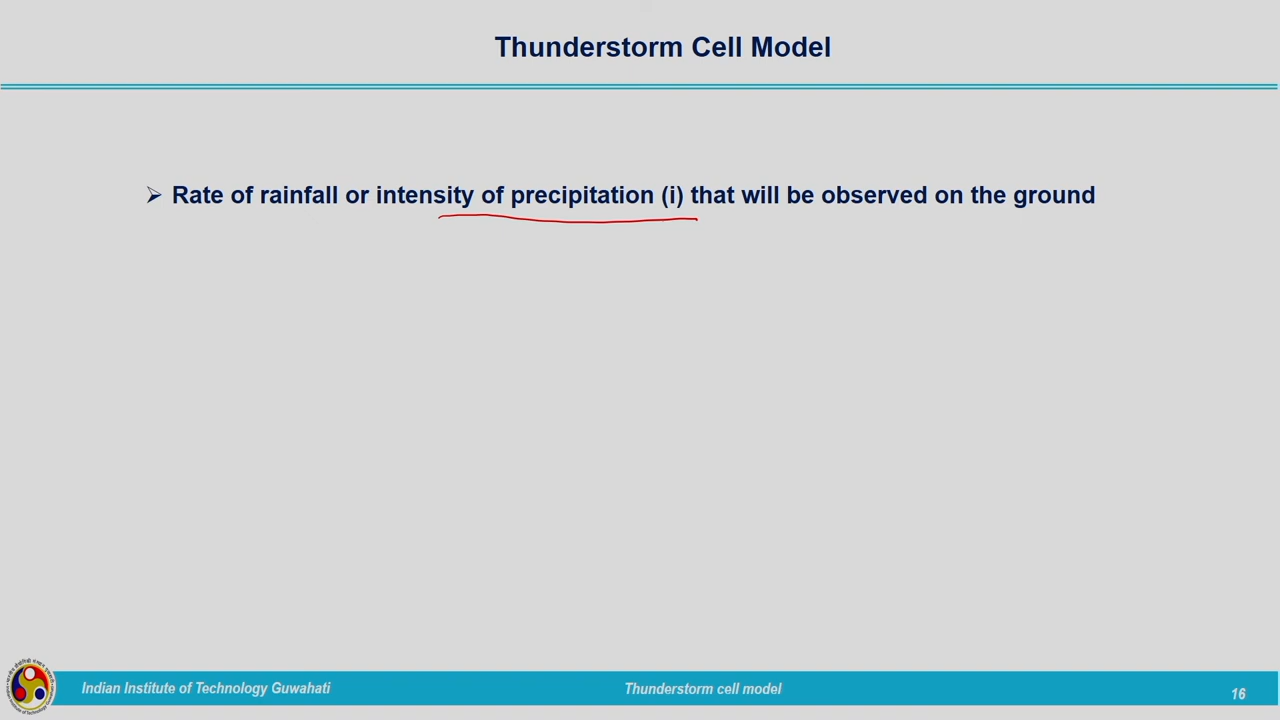 Thunderstorm Cell Model
➢ Rate of rainfall or intensity of precipitation (i) that will be observed on the ground
Indian Institute of Technology Guwahati
Thunderstorm cell model
16